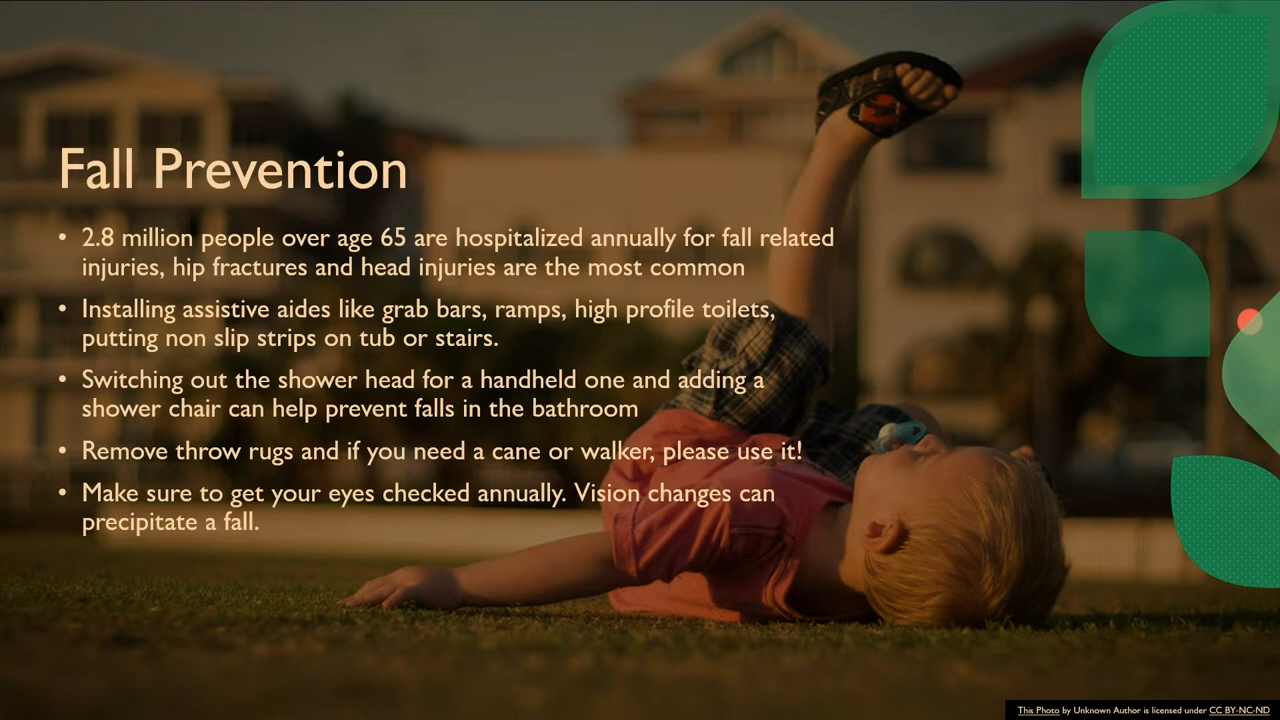 Fall Prevention
• 2.8 million people over age 65 are hospitalized annually for fall related
injuries, hip fractures and head injuries are the most common
• Installing assistive aides like grab bars, ramps, high profile toilets,
putting non slip strips on tub or stairs.
• Switching out the shower head for a handheld one and adding a
shower chair can help prevent falls in the bathroom
• Remove throw rugs and if you need a cane or walker, please use it!
• Make sure to get your eyes checked annually. Vision changes can
precipitate a fall.
This Photo by Unknown Author is licensed under CC BY-NC-ND